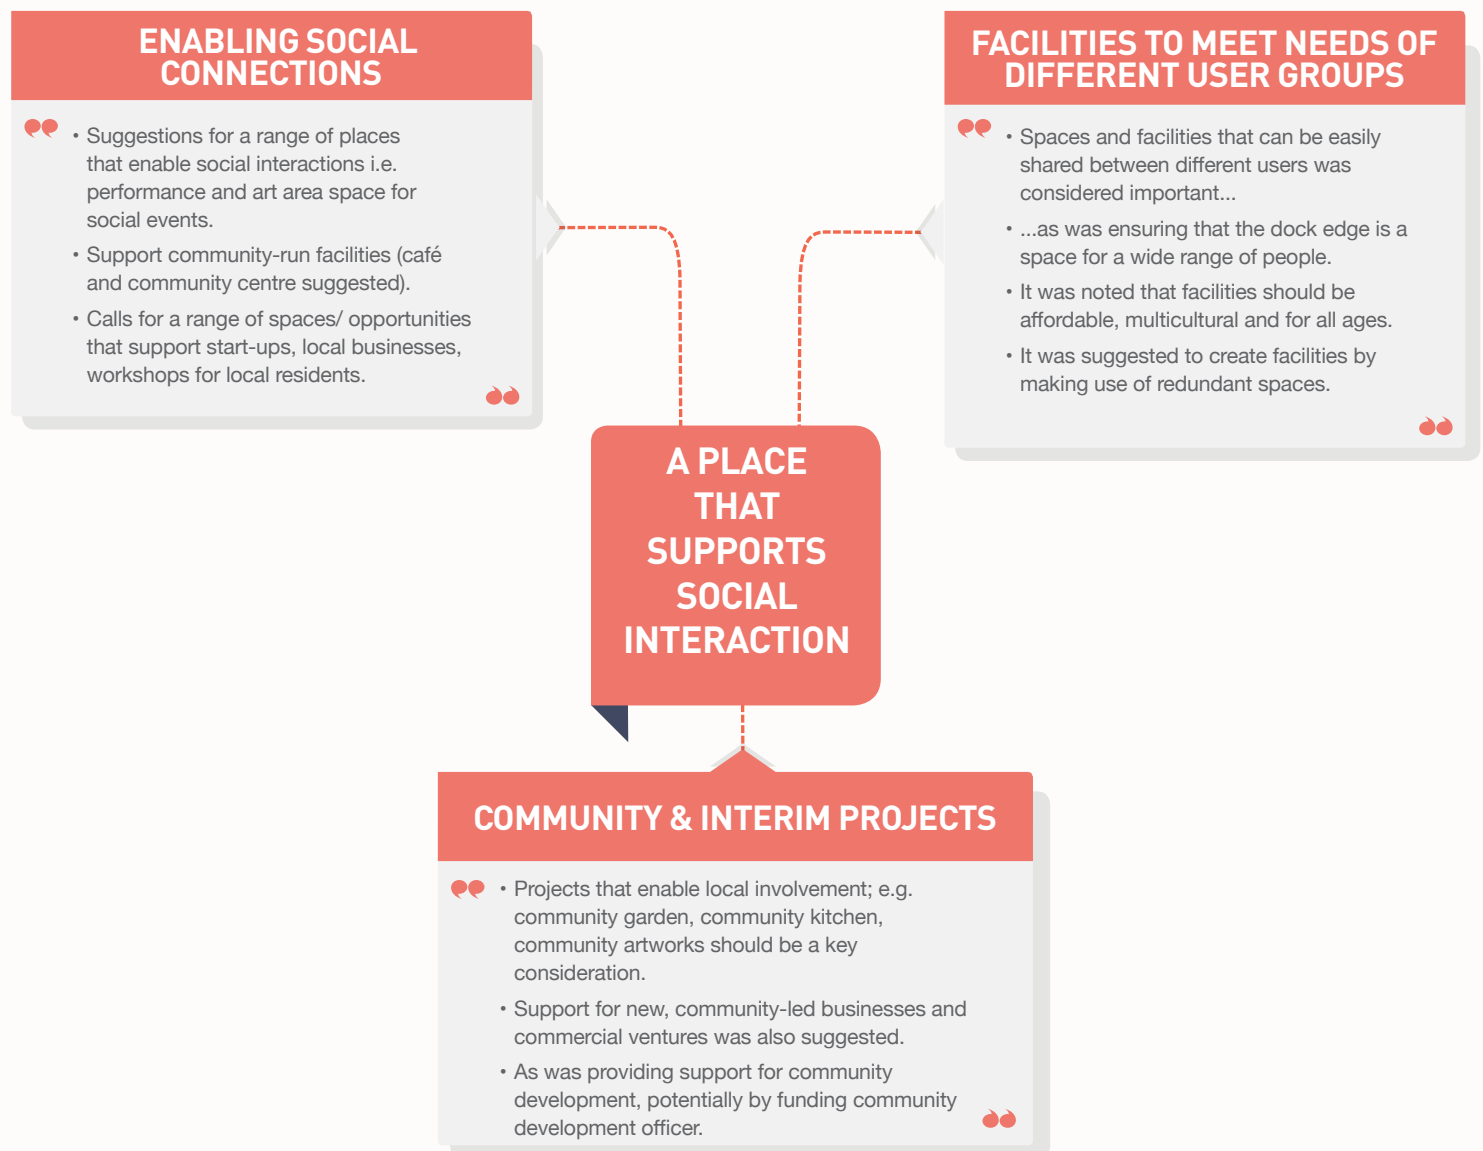 ENABLING SOCIAL
CONNECTIONS
• Suggestions for a range of places
that enable social interactions i.e.
performance and art area space for
social events.
• Support community-run facilities (café
and community centre suggested).
• Calls for a range of spaces/ opportunities
that support start-ups, local businesses,
workshops for local residents.
FACILITIES TO MEET NEEDS OF
DIFFERENT USER GROUPS
• Spaces and facilities that can be easily
shared between different users was
considered important...
• ...as was ensuring that the dock edge is a
space for a wide range of people.
• It was noted that facilities should be
affordable, multicultural and for all ages.
• It was suggested to create facilities by
making use of redundant spaces.
A PLACE
THAT
SUPPORTS
SOCIAL
INTERACTION
COMMUNITY & INTERIM PROJECTS
• Projects that enable local involvement; e.g.
community garden, community kitchen,
community artworks should be a key
consideration.
• Support for new, community-led businesses and
commercial ventures was also suggested.
• As was providing support for community
development, potentially by funding community
development officer.